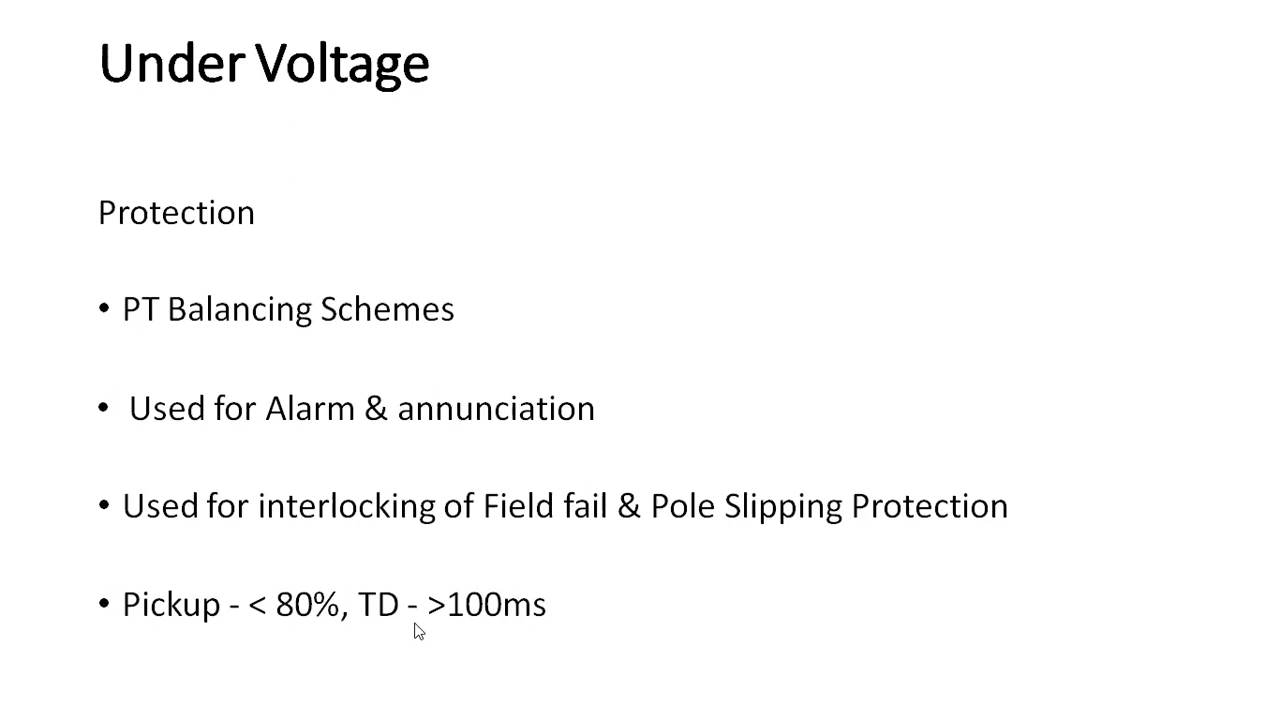 Under Voltage
Protection
• PT Balancing Schemes
• Used for Alarm & annunciation
• Used for interlocking of Field fail & Pole Slipping Protection
• Pickup - < 80%, TD - >100ms